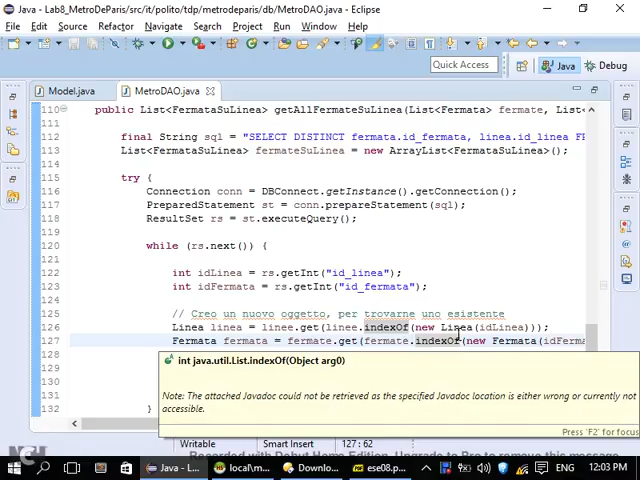 Java - Lab8_MetroDeParis/src/it/polito/tdp/metrodeparis/db/MetroDAO.java - Eclipse
File Edit Source Refactor Navigate Search Project Run Window Help
Quick Access
Java
Debug
Model.java
MetroDAO.java
110 public List<FermataSuLinea> getAllFermateSuLinea(List<Fermata> fermate, List<
111
112 final String sql = "SELECT DISTINCT fermata.id_fermata, linea.id_linea FR
113 List<FermataSuLinea> fermateSuLinea = new ArrayList<FermataSuLinea>();
114
115 try {
116 Connection conn = DBConnect.getInstance().getConnection();
117 PreparedStatement st = conn.prepareStatement(sql);
118 ResultSet rs = st.executeQuery();
119
120 while (rs.next()) {
121
122 int idLinea = rs.getInt("id_linea");
123 int idFermata = rs.getInt("id_fermata");
124
125 // Creo un nuovo oggetto, per trovarne uno esistente
126 Linea linea = linee.get(linee.indexOf(new Linea(idLinea)));
127 Fermata fermata = fermate.get(fermate.indexOf(new Fermata(idFerma
128
129
130
131
132 }
int java.util.List.indexOf(Object arg0)
Note: The attached Javadoc could not be retrieved as the specified Javadoc location is either wrong or currently not
accessible.
Press 'F2' for focus
Writable
Smart Insert
127 : 62
NCH
Recorded with Debut Home Edition. Upgrade to Pro to remove this message
Java - L...
local\m...
Downlo...
ese08.p...
ENG
12:03 PM